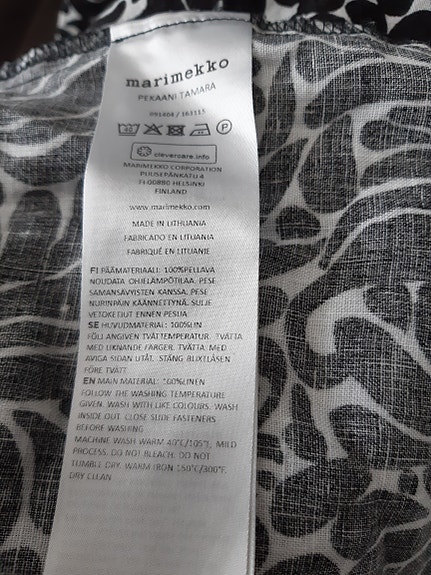 marimekko
PEKAANI TAMARA
clevercare.info
MARIMEKKO CORPORATION
PUUSEPÄNKATU 4
FI-00880 HELSINKI
FINLAND
www.marimekko.com
MADE IN LITHUANIA
FABRICADO EN LITUANIA
FABRIQUÉ EN LITUANIE
FI PÄÄMATERIAALI: 100%PELLAVA
NOUDATA OHJELÄMPÖTILAA. PESE
SAMANSÄVYISTEN KANSSA. PESE
NURINPÄIN KÄÄNNETTYNÄ. SULJE
VETOKETJUT ENNEN PESUA
SE HUVUDMATERIAL: 100%LIN
FÖLJ ANGIVEN TVÄTTEMPERATUR. TVÄTTA
MED LIKNANDE FÄRGER. TVÄTTA MED
AVIGA SIDAN UTÅT. STÄNG BLIXTLÅSEN
FÖRE TVÄTT
EN MAIN MATERIAL: 100%LINEN
FOLLOW THE WASHING TEMPERATURE
GIVEN. WASH WITH LIKE COLOURS. WASH
INSIDE OUT. CLOSE SLIDE FASTENERS
BEFORE WASHING
MACHINE WASH WARM 40°C/105°F, MILD
PROCESS. DO NOT BLEACH. DO NOT
TUMBLE DRY. WARM IRON 150°C/300°F.
DRY CLEAN